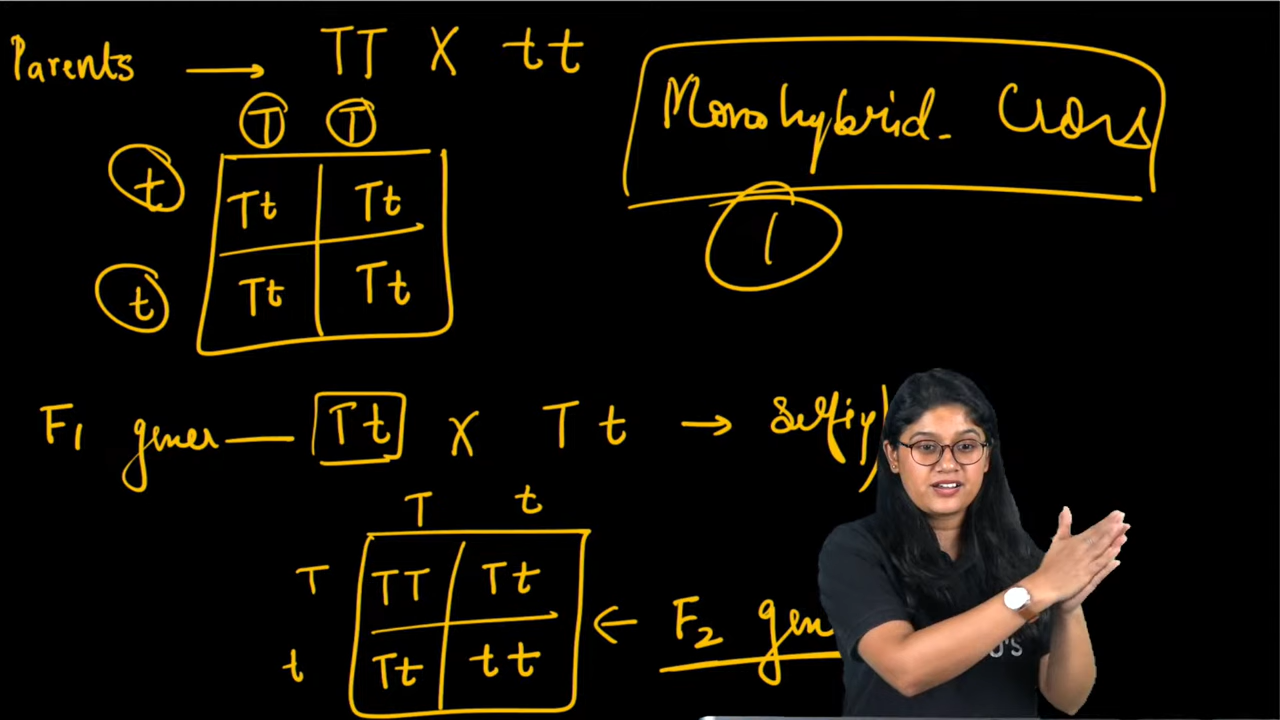 Parents → TT X tt
Monohybrid- Cross
1
T T
t Tt Tt
t Tt Tt
F1 gener— Tt X Tt →
T t
T TT Tt
t Tt tt
← F2 gen